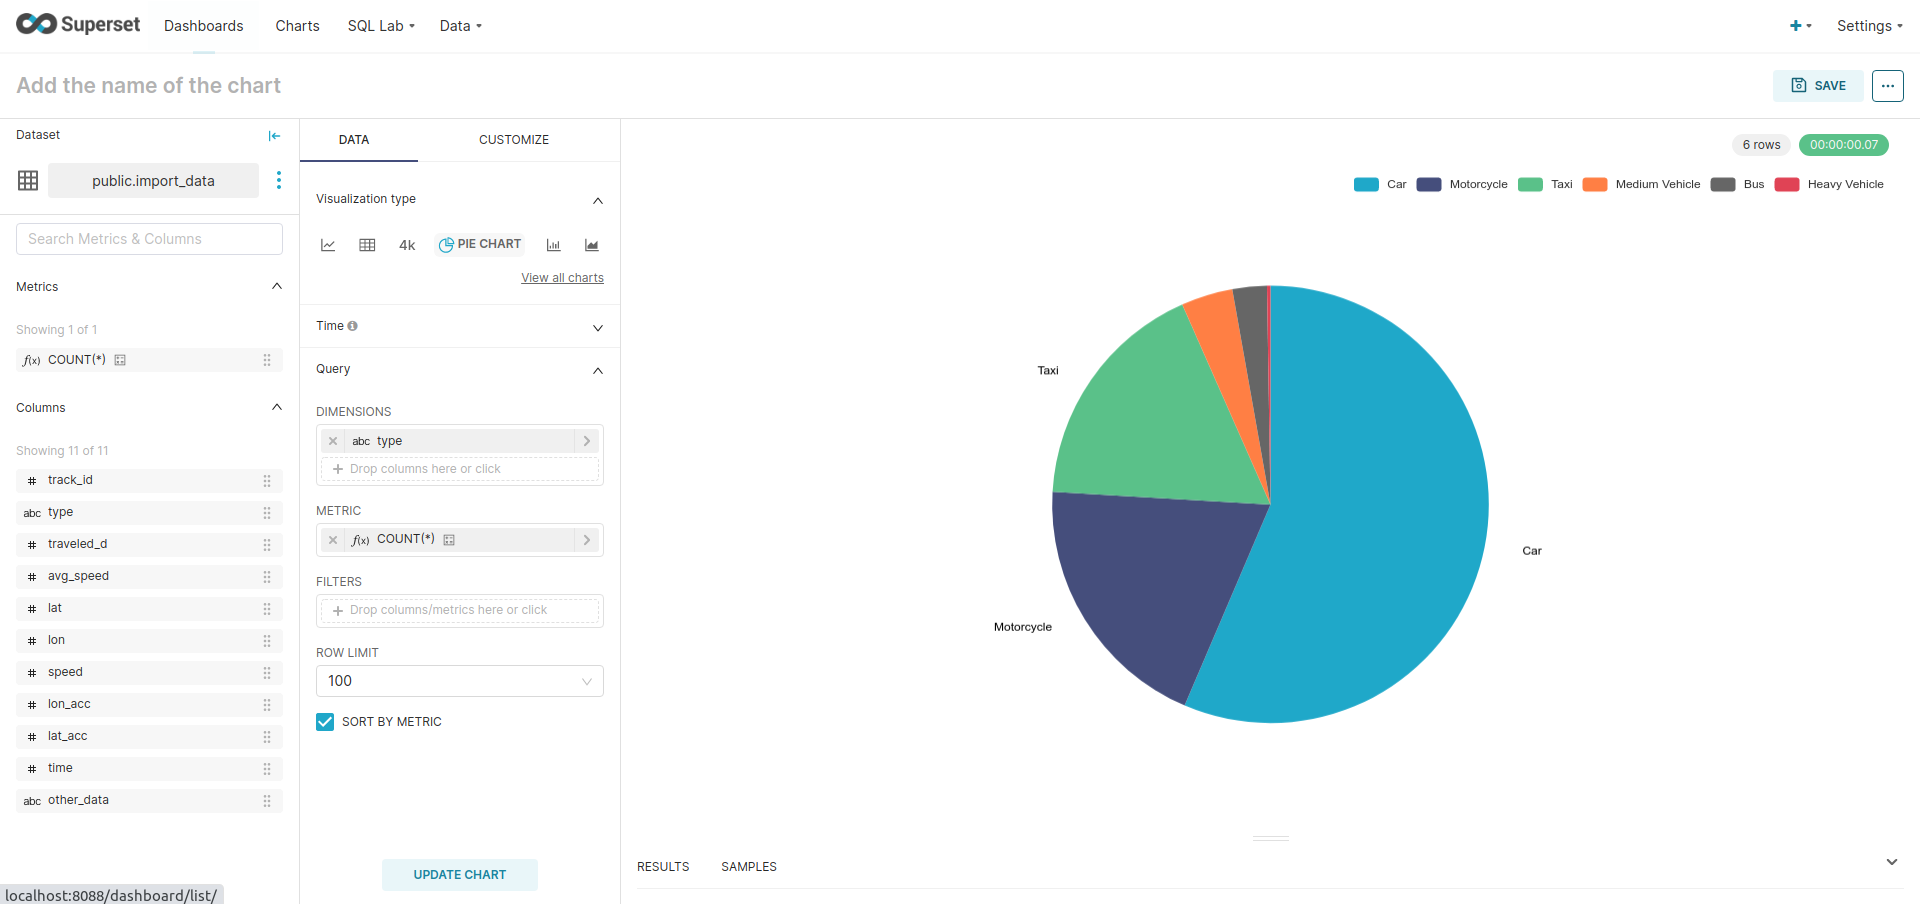 Superset
Dashboards
Charts
SQL Lab
Data
Settings
Add the name of the chart
SAVE
Dataset
public.import_data
Search Metrics & Columns
Metrics
Showing 1 of 1
f(x) COUNT(*)
Columns
Showing 11 of 11
# track_id
abc type
# traveled_d
# avg_speed
# lat
# lon
# speed
# lon_acc
# lat_acc
# time
abc other_data
localhost:8088/dashboard/list/
DATA
CUSTOMIZE
Visualization type
4k
PIE CHART
View all charts
Time
Query
DIMENSIONS
abc type
Drop columns here or click
METRIC
f(x) COUNT(*)
FILTERS
Drop columns/metrics here or click
ROW LIMIT
100
SORT BY METRIC
UPDATE CHART
6 rows
00:00:00.07
Car Motorcycle Taxi Medium Vehicle Bus Heavy Vehicle
Taxi
Car
Motorcycle
RESULTS
SAMPLES